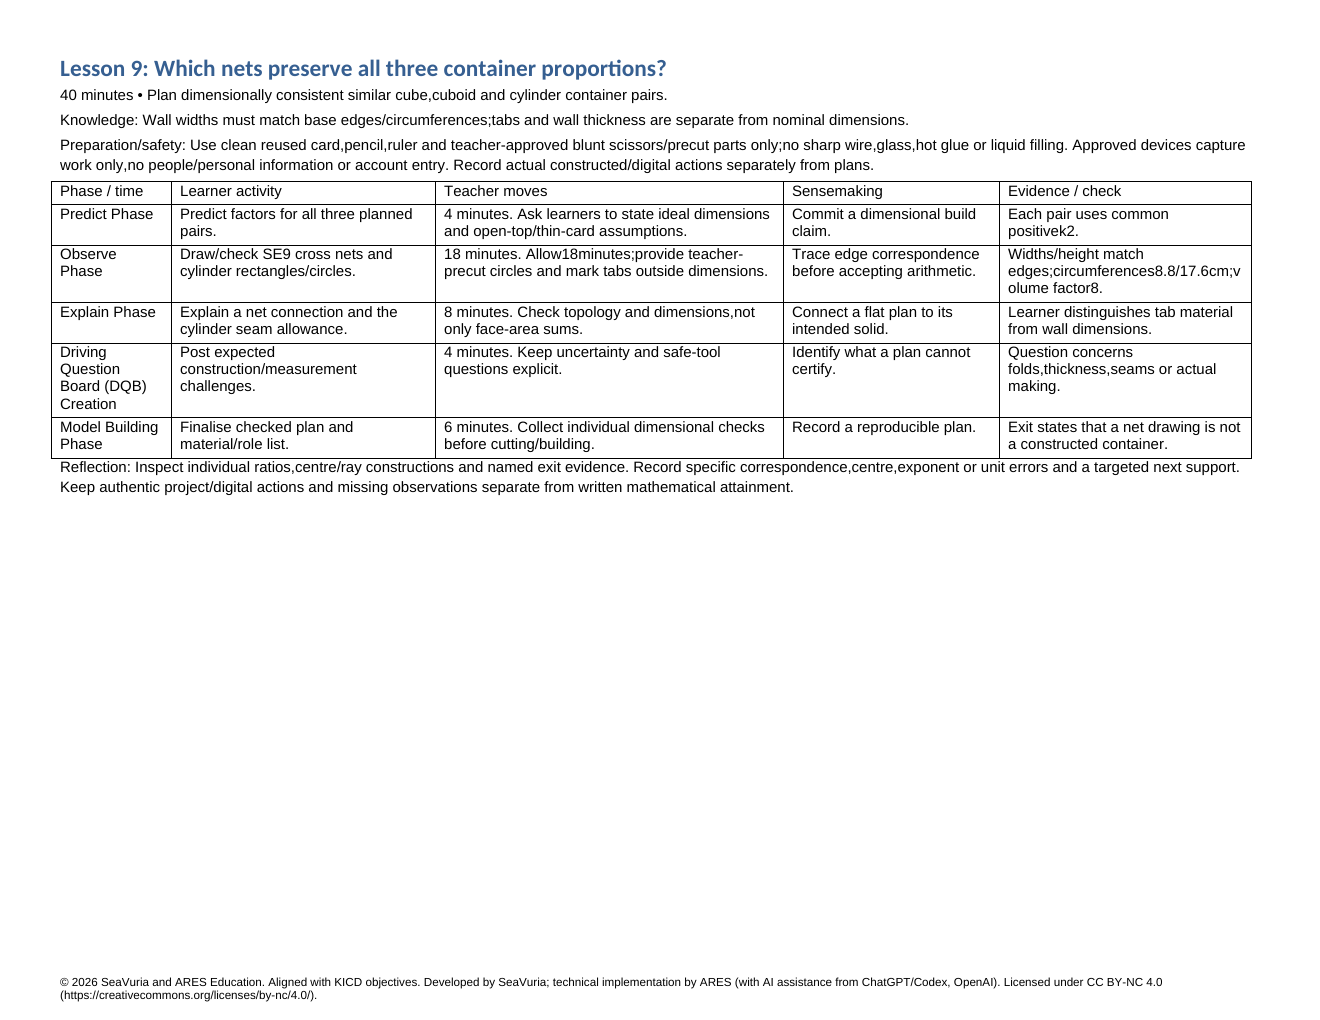 Lesson 9: Which nets preserve all three container proportions?
40 minutes • Plan dimensionally consistent similar cube,cuboid and cylinder container pairs.
Knowledge: Wall widths must match base edges/circumferences;tabs and wall thickness are separate from nominal dimensions.
Preparation/safety: Use clean reused card,pencil,ruler and teacher-approved blunt scissors/precut parts only;no sharp wire,glass,hot glue or liquid filling. Approved devices capture
work only,no people/personal information or account entry. Record actual constructed/digital actions separately from plans.
Phase / time
Learner activity
Teacher moves
Sensemaking
Evidence / check
Predict Phase
Predict factors for all three planned
pairs.
4 minutes. Ask learners to state ideal dimensions
and open-top/thin-card assumptions.
Commit a dimensional build
claim.
Each pair uses common
positivek2.
Observe
Phase
Draw/check SE9 cross nets and
cylinder rectangles/circles.
18 minutes. Allow18minutes;provide teacher-
precut circles and mark tabs outside dimensions.
Trace edge correspondence
before accepting arithmetic.
Widths/height match
edges;circumferences8.8/17.6cm;v
olume factor8.
Explain Phase
Explain a net connection and the
cylinder seam allowance.
8 minutes. Check topology and dimensions,not
only face-area sums.
Connect a flat plan to its
intended solid.
Learner distinguishes tab material
from wall dimensions.
Driving
Question
Board (DQB)
Creation
Post expected
construction/measurement
challenges.
4 minutes. Keep uncertainty and safe-tool
questions explicit.
Identify what a plan cannot
certify.
Question concerns
folds,thickness,seams or actual
making.
Model Building
Phase
Finalise checked plan and
material/role list.
6 minutes. Collect individual dimensional checks
before cutting/building.
Record a reproducible plan.
Exit states that a net drawing is not
a constructed container.
Reflection: Inspect individual ratios,centre/ray constructions and named exit evidence. Record specific correspondence,centre,exponent or unit errors and a targeted next support.
Keep authentic project/digital actions and missing observations separate from written mathematical attainment.
© 2026 SeaVuria and ARES Education. Aligned with KICD objectives. Developed by SeaVuria; technical implementation by ARES (with AI assistance from ChatGPT/Codex, OpenAI). Licensed under CC BY-NC 4.0
(https://creativecommons.org/licenses/by-nc/4.0/).